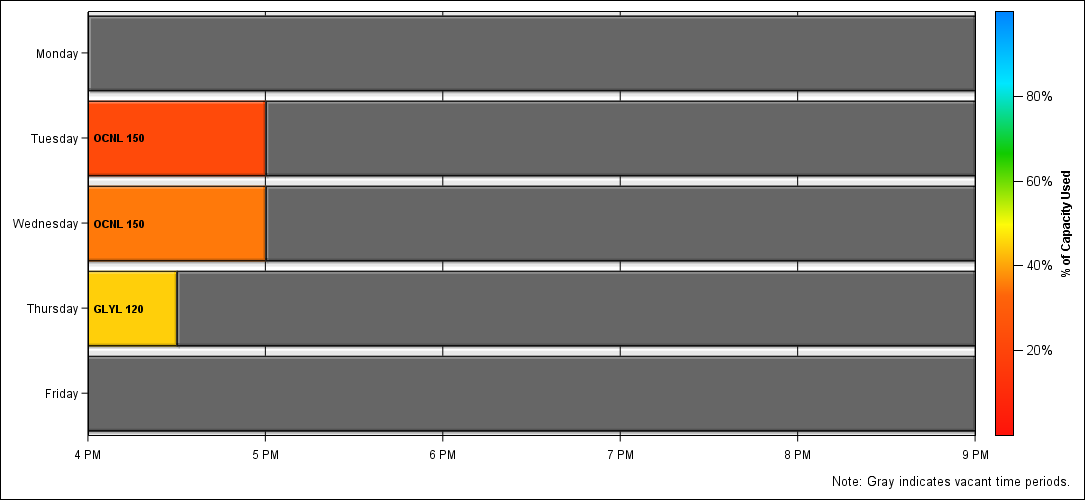 Monday
Tuesday
OCNL 150
Wednesday
OCNL 150
Thursday
GLYL 120
Friday
4 PM 5 PM 6 PM 7 PM 8 PM 9 PM
80%
60%
40%
20%
% of Capacity Used
Note: Gray indicates vacant time periods.